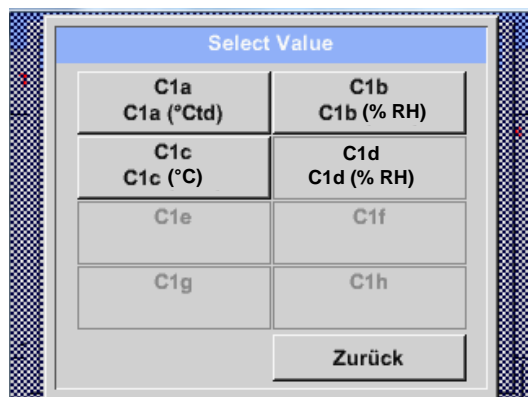 Select Value
C1a
C1a (°Ctd)
C1b
C1b (% RH)
C1c
C1c (°C)
C1d
C1d (% RH)
C1e
C1f
C1g
C1h
Zurück